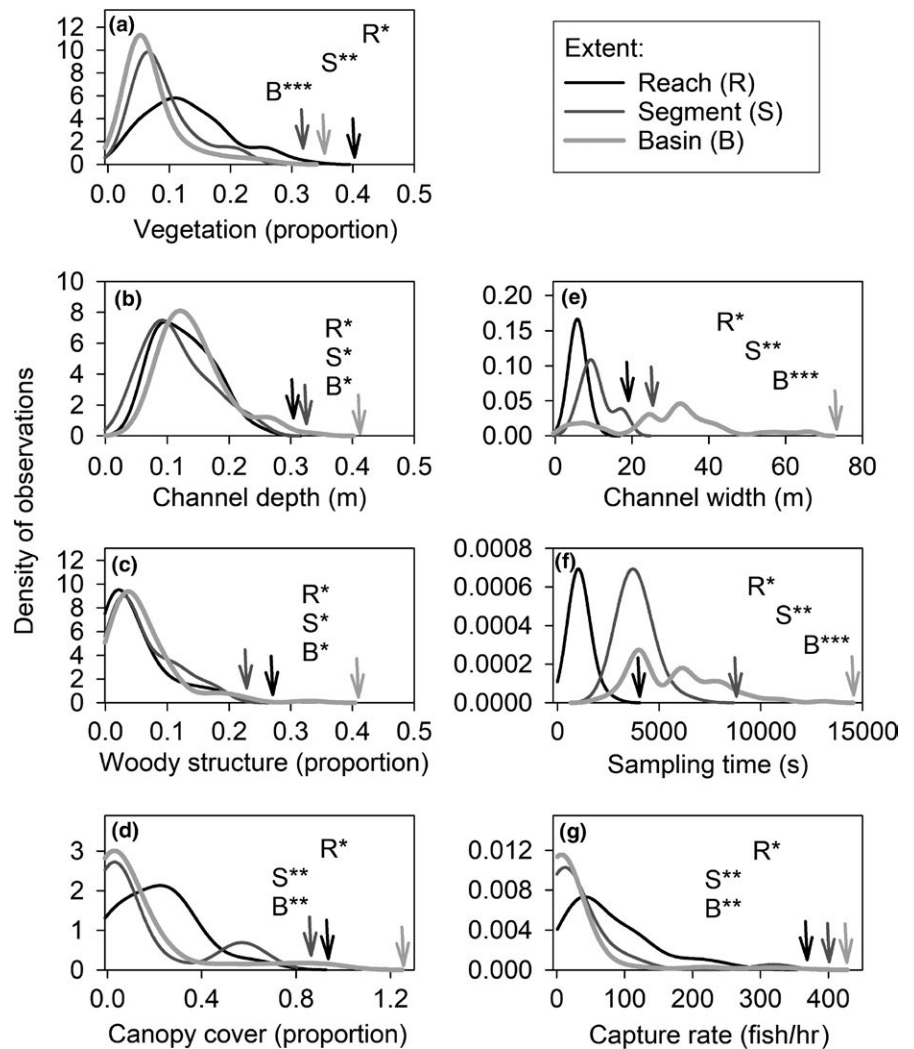 (a)
12
10
8
6
4
2
0
R*
S**
B***
0.0 0.1 0.2 0.3 0.4 0.5
Vegetation (proportion)
Extent:
Reach (R)
Segment (S)
Basin (B)
Density of observations
(b)
10
8
6
4
2
0
R*
S*
B*
0.0 0.1 0.2 0.3 0.4 0.5
Channel depth (m)
(e)
0.20
0.15
0.10
0.05
0.00
R*
S**
B***
0 20 40 60 80
Channel width (m)
(c)
12
10
8
6
4
2
0
R*
S*
B*
0.0 0.1 0.2 0.3 0.4 0.5
Woody structure (proportion)
(f)
0.0008
0.0006
0.0004
0.0002
0.0000
R*
S**
B***
0 5000 10000 15000
Sampling time (s)
(d)
3
2
1
0
R*
S**
B**
0.0 0.4 0.8 1.2
Canopy cover (proportion)
(g)
0.012
0.008
0.004
0.000
R*
S**
B**
0 100 200 300 400
Capture rate (fish/hr)